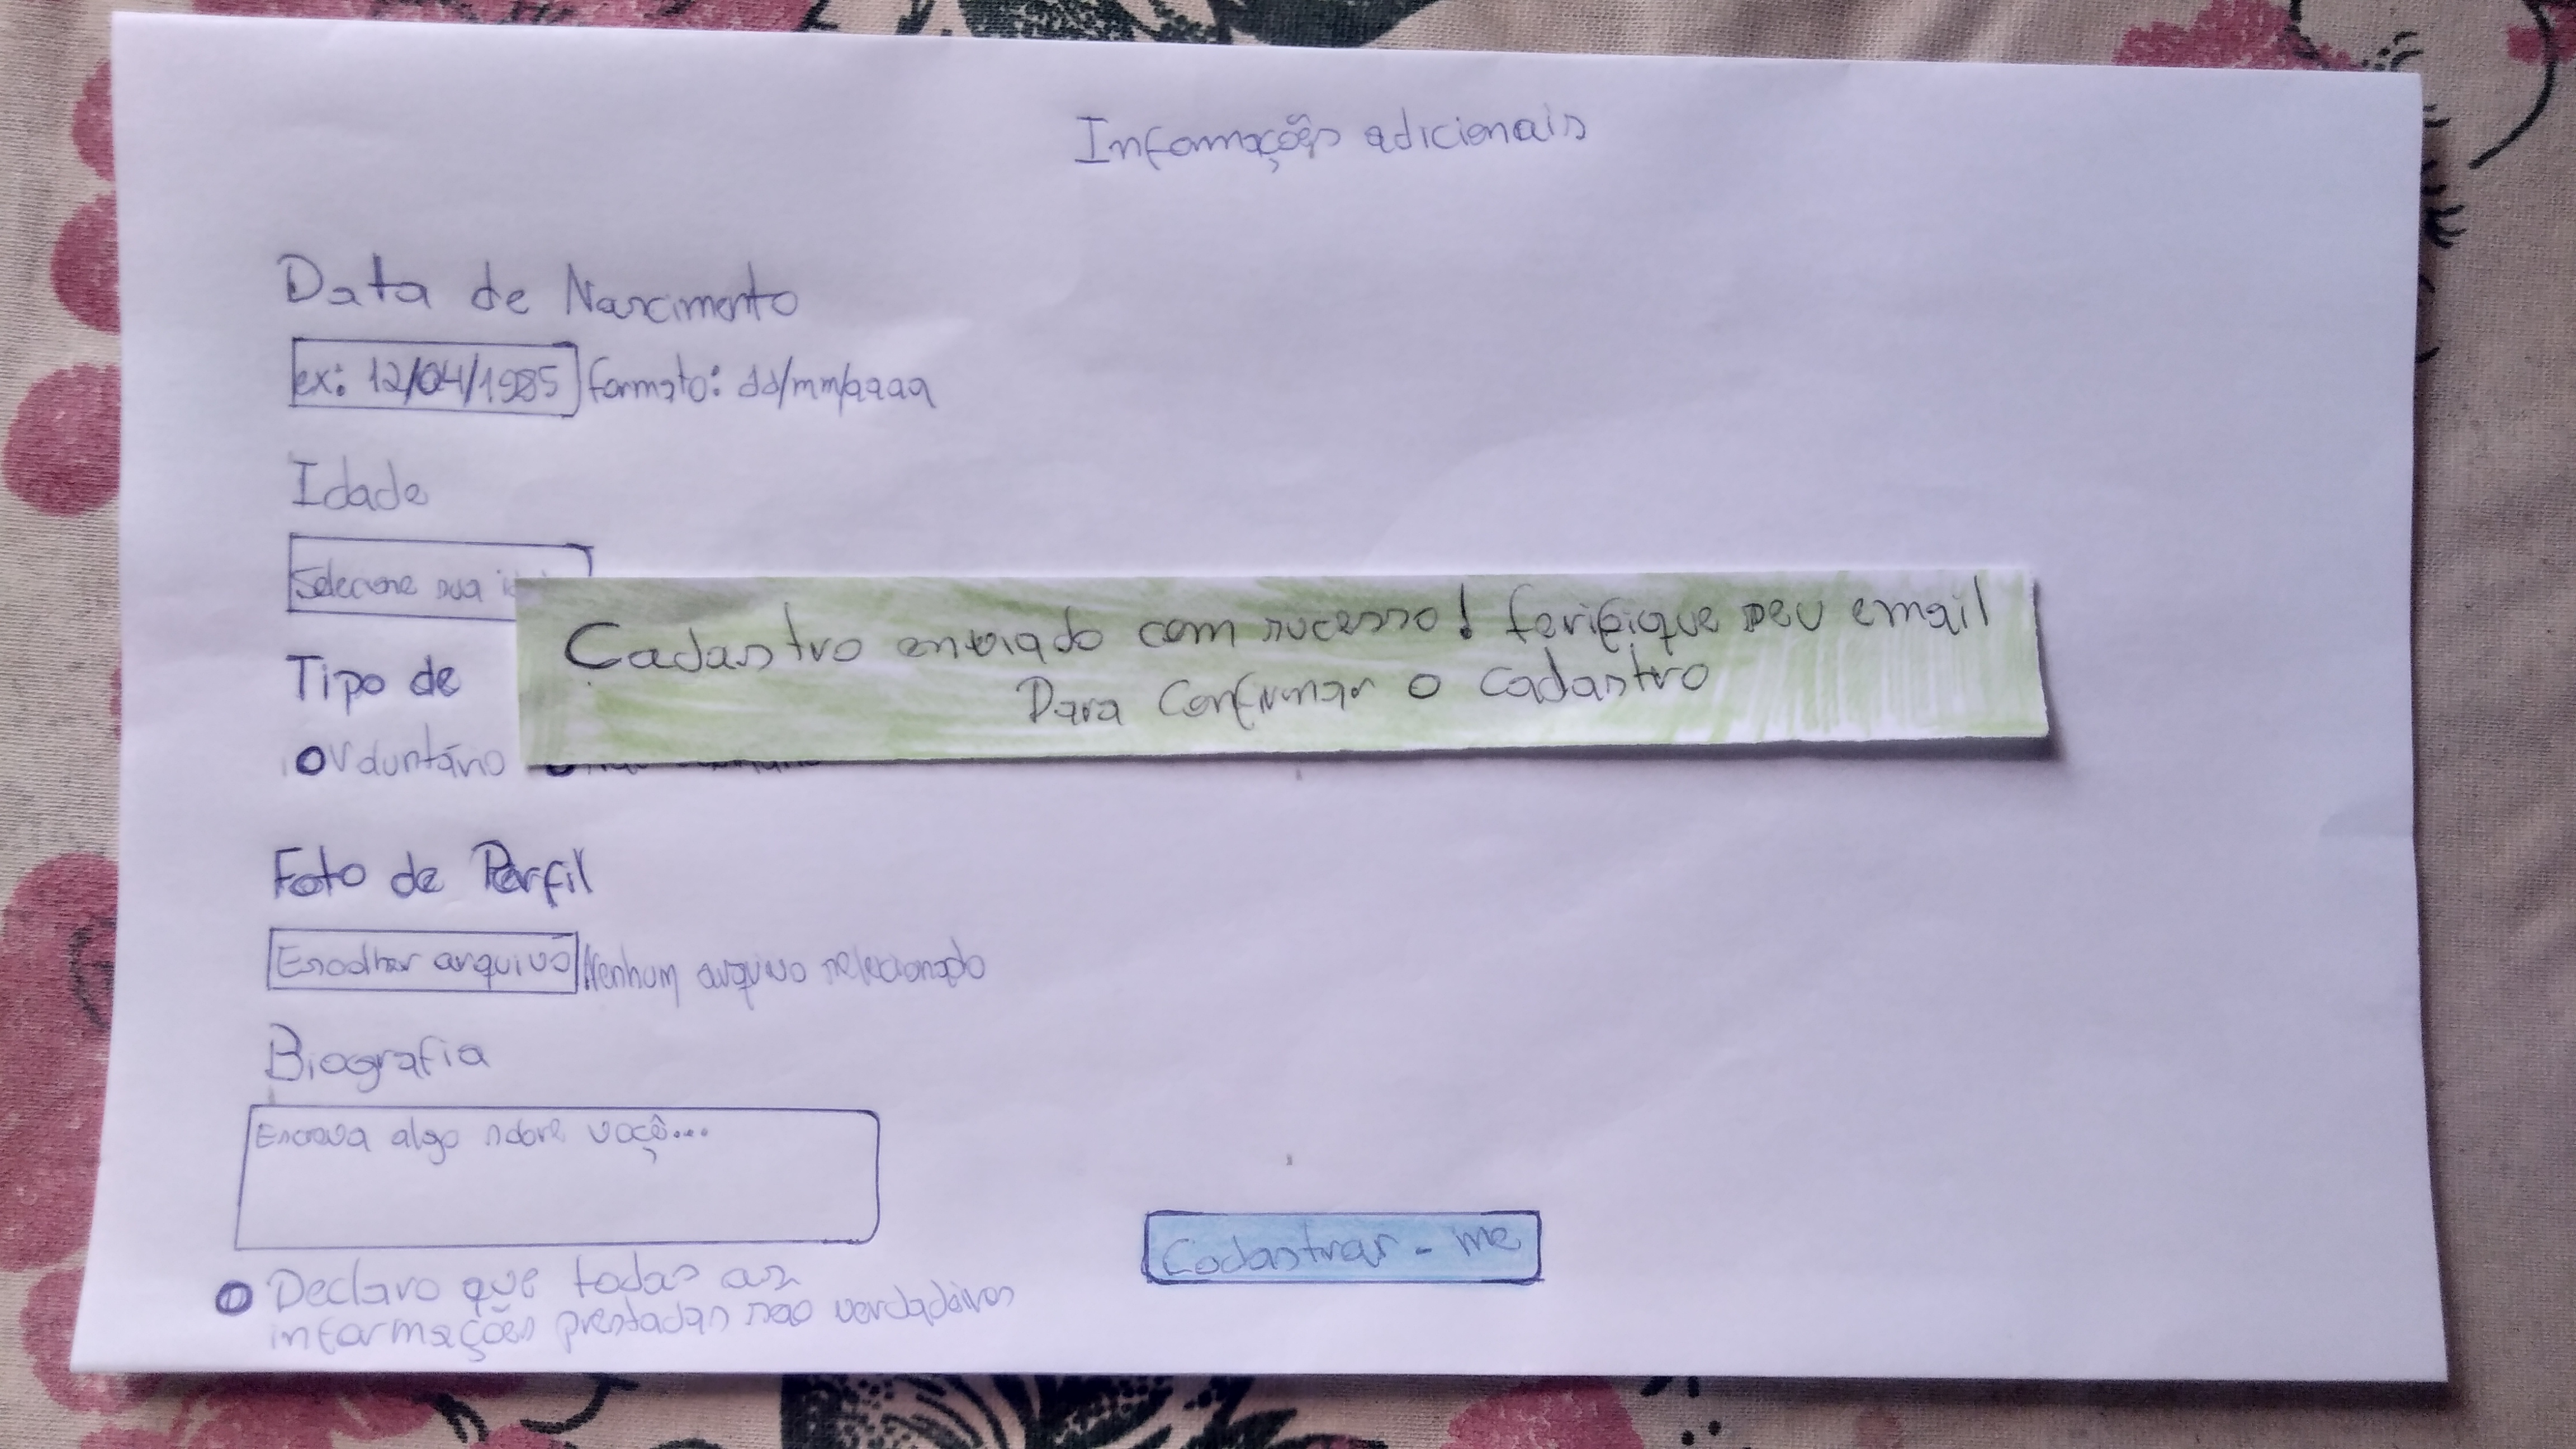 Informações adicionais
Data de Nascimento
ex: 12/04/1985 formato: dd/mm/aaaa
Idade
Selecione sua
Cadastro enviado com sucesso! ferifique seu email
Para Confirmar o cadastro
Tipo de
Voluntário
Foto de Perfil
Escolher arquivo Nenhum arquivo selecionado
Biografia
Escreva algo sobre você...
Cadastrar-me
Declaro que todas as
informações prestadas são verdadeiras